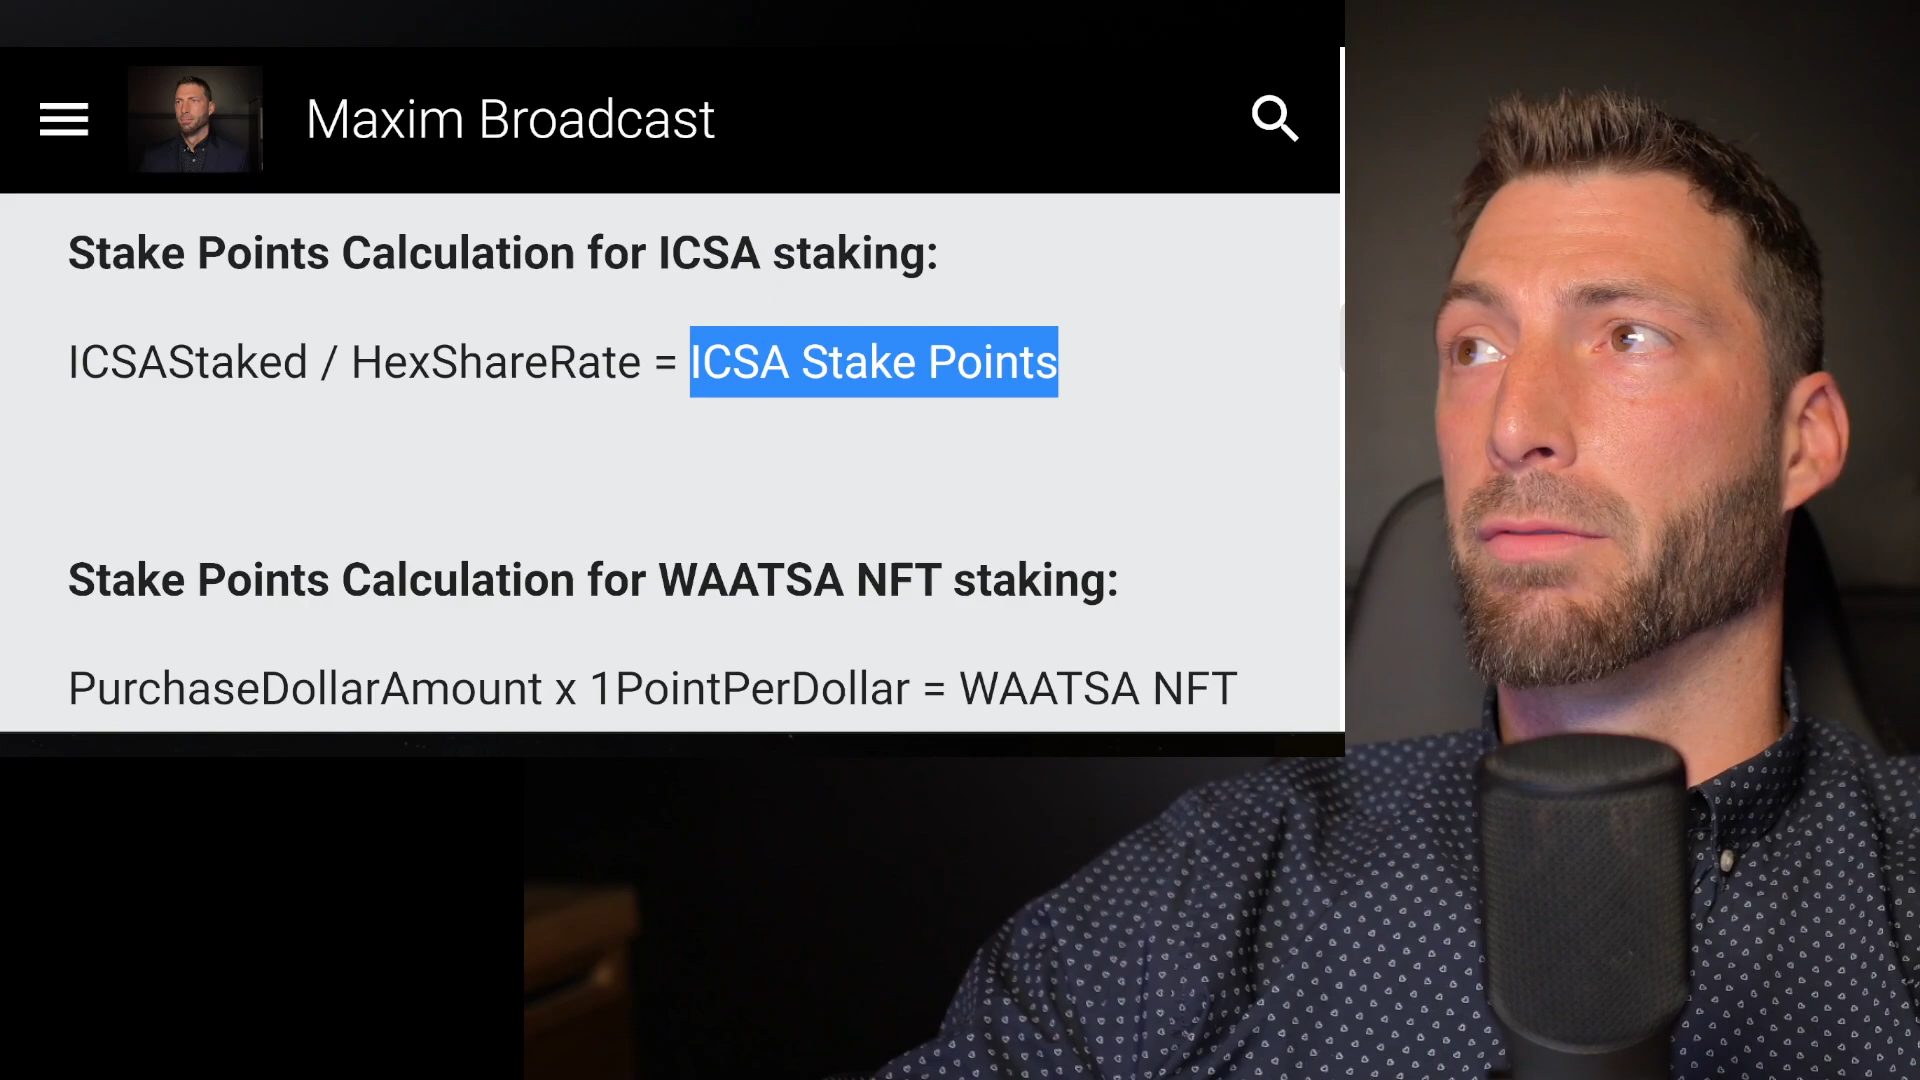 Maxim Broadcast
Stake Points Calculation for ICSA staking:
ICSAStaked / HexShareRate = ICSA Stake Points
Stake Points Calculation for WAATSA NFT staking:
PurchaseDollarAmount x 1PointPerDollar = WAATSA NFT